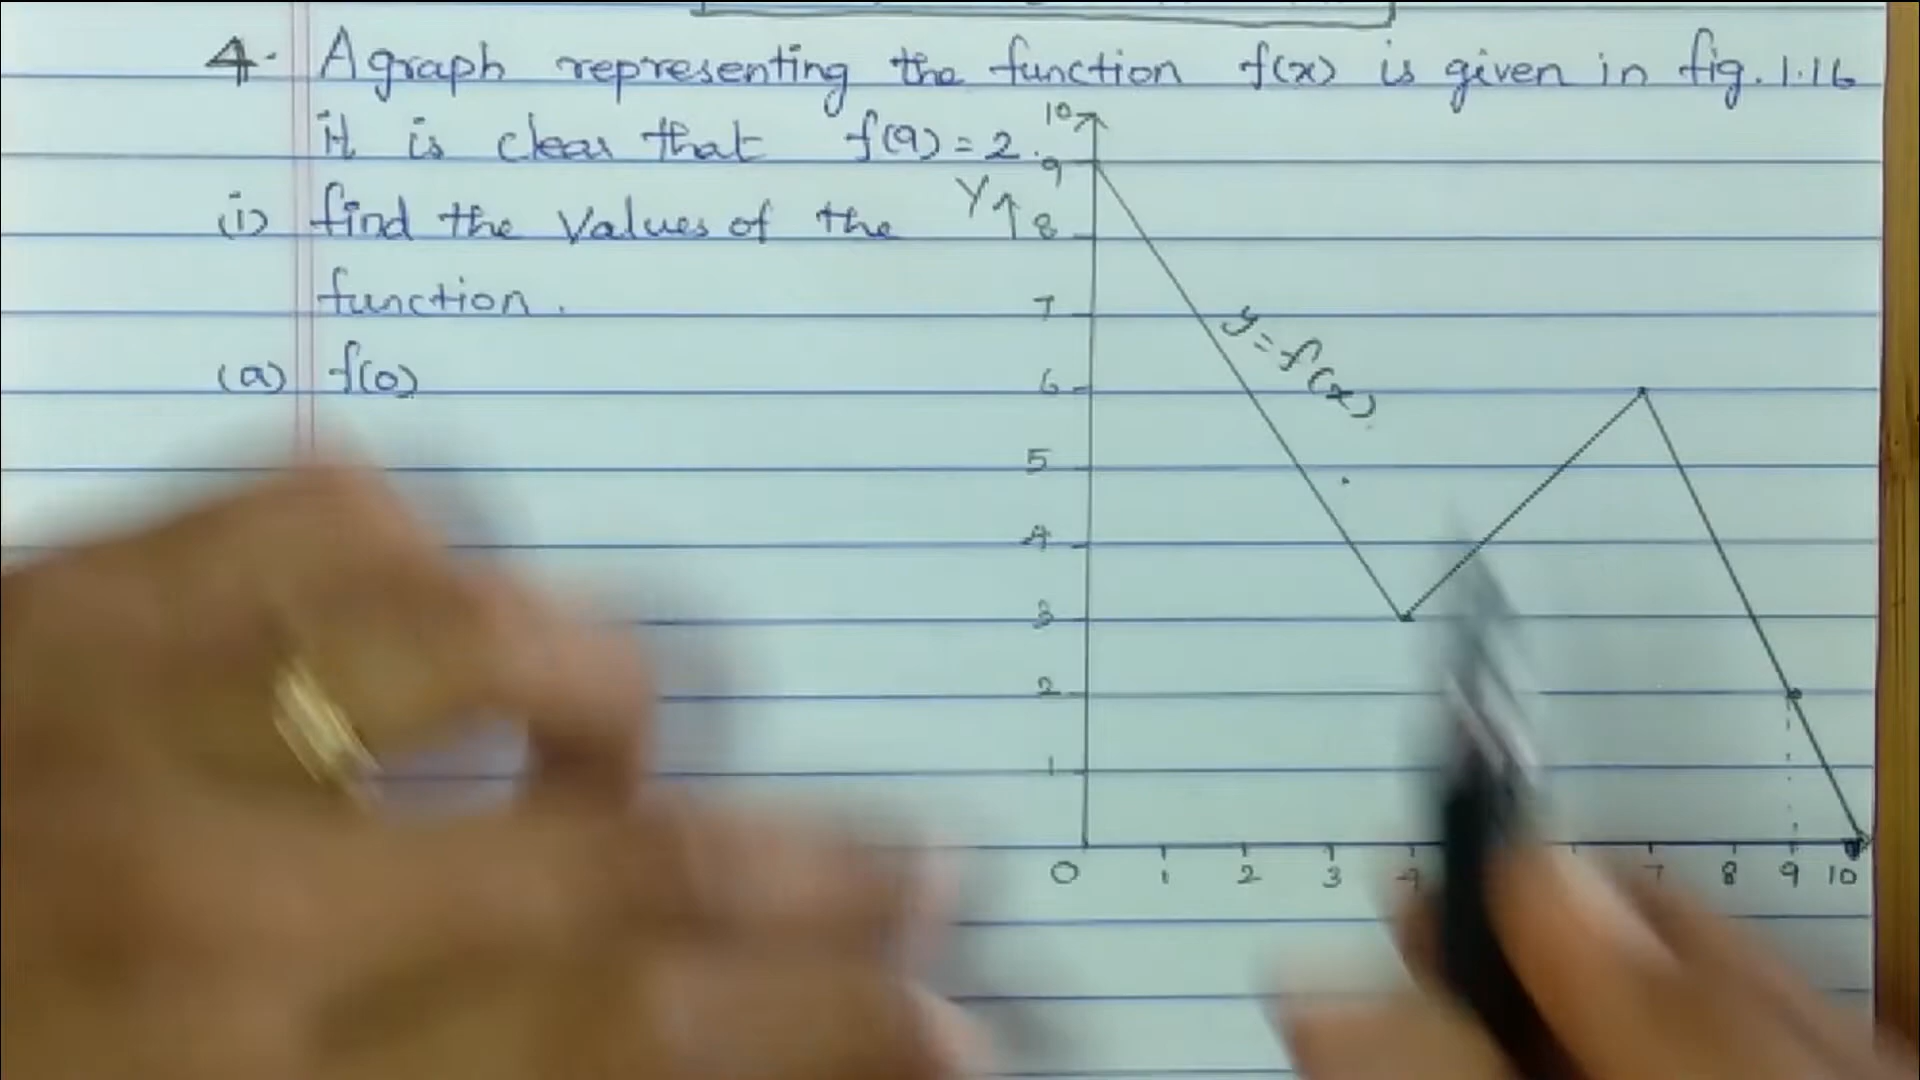 4. A graph representing the function f(x) is given in fig. 1.16
it is clear that f(9) = 2.
(i) find the values of the
function.
(a) f(0)
10
9
Y↑ 8
7
y = f(x).
6
5
4
3
2
1
0 1 2 3 4 7 8 9 10